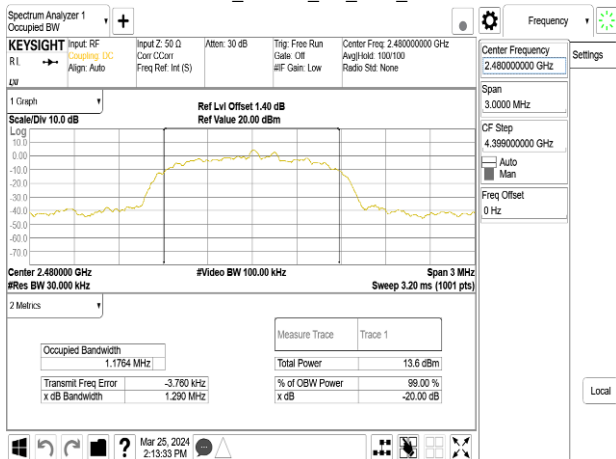 Spectrum Analyzer 1
Occupied BW
+
Frequency
KEYSIGHT Input: RF Input Z: 50 Ω Atten: 30 dB Trig: Free Run Center Freq: 2.480000000 GHz
RL Coupling: DC Corr CCorr Gate: Off Avg|Hold: 100/100
Align: Auto Freq Ref: Int (S) #IF Gain: Low Radio Std: None
Center Frequency
2.480000000 GHz
Settings
Span
3.0000 MHz
CF Step
4.399000000 GHz
Auto
Man
Freq Offset
0 Hz
Local
1 Graph
Ref Lvl Offset 1.40 dB
Scale/Div 10.0 dB Ref Value 20.00 dBm
Log
10.0
0.00
-10.0
-20.0
-30.0
-40.0
-50.0
-60.0
-70.0
Center 2.480000 GHz #Video BW 100.00 kHz Span 3 MHz
#Res BW 30.000 kHz Sweep 3.20 ms (1001 pts)
2 Metrics
Measure Trace Trace 1
Occupied Bandwidth
1.1764 MHz Total Power 13.6 dBm
Transmit Freq Error -3.760 kHz % of OBW Power 99.00 %
x dB Bandwidth 1.290 MHz x dB -20.00 dB
? Mar 25, 2024
2:13:33 PM